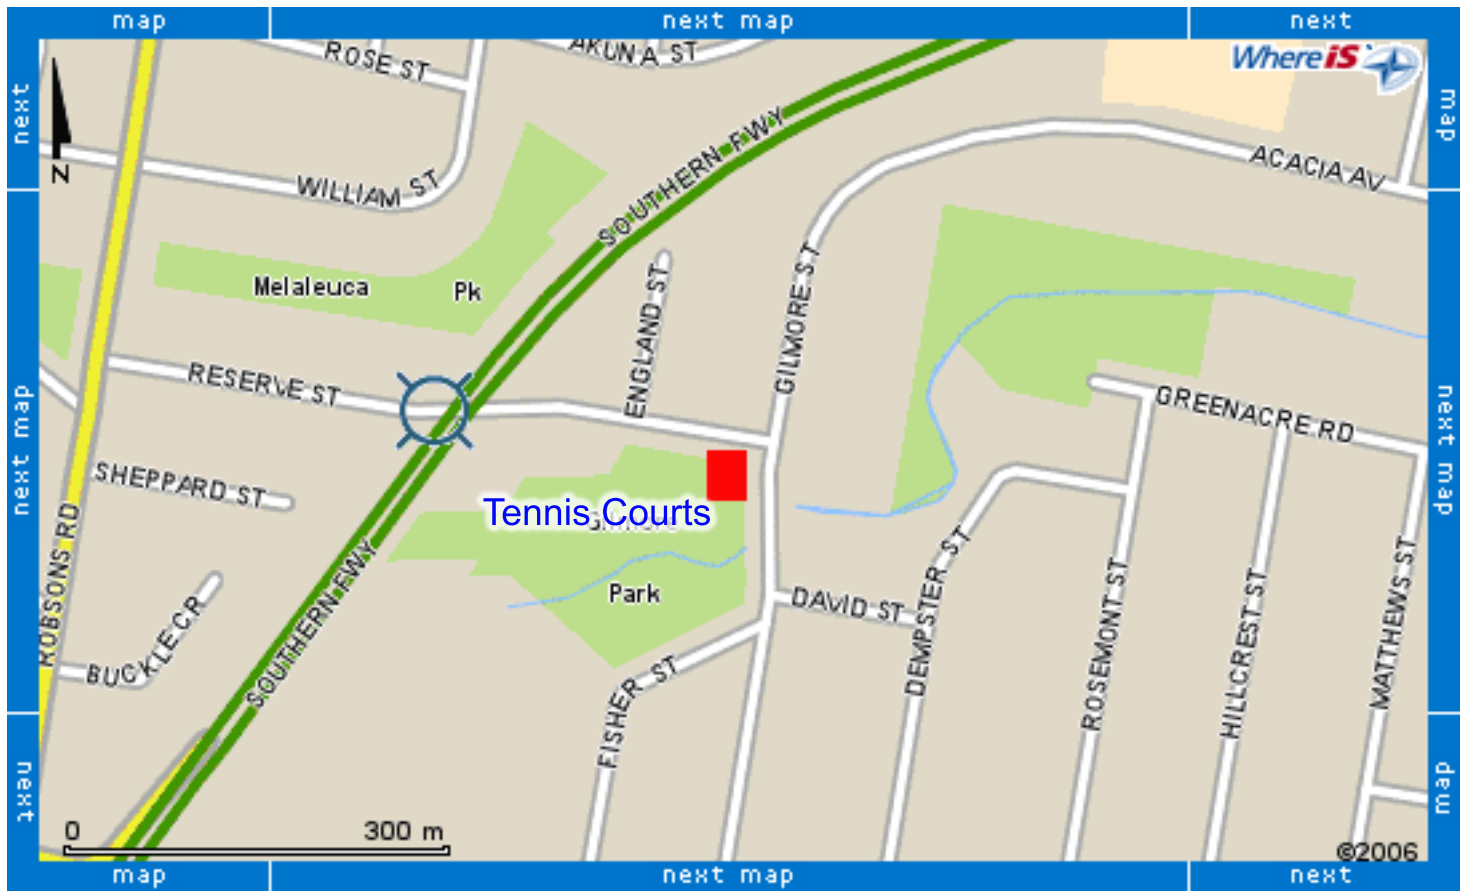 map
next map
next
ROSE ST
AKUNA ST
WhereiS
next
map
N
WILLIAM ST
SOUTHERN FWY
ACACIA AV
Melaleuca Pk
ENGLAND ST
GILMORE ST
RESERVE ST
GREENACRE RD
next map
next map
SHEPPARD ST
Tennis Courts
Park
ROBSONS RD
SOUTHERN FWY
BUCKLE CR
DAVID ST
DEMPSTER ST
ROSEMONT ST
HILLCREST ST
MATTHEWS ST
FISHER ST
next
map
0 300 m
©2006
map
next map
next